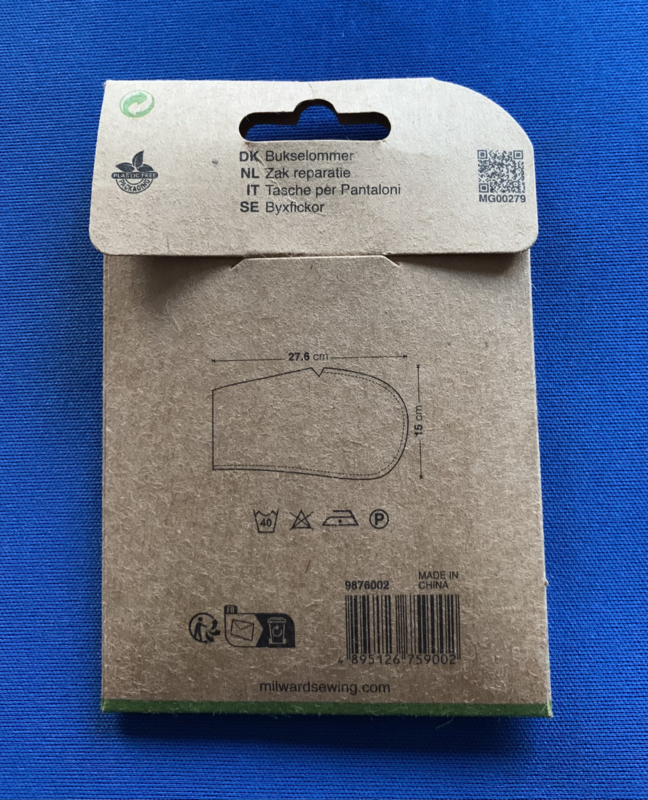 PLASTIC FREE
PACKAGING
DK Bukselommer
NL Zak reparatie
IT Tasche per Pantaloni
SE Byxfickor
MG00279
27.6 cm
15 cm
40
P
FR
9876002
MADE IN
CHINA
4 895126 759002
milwardsewing.com